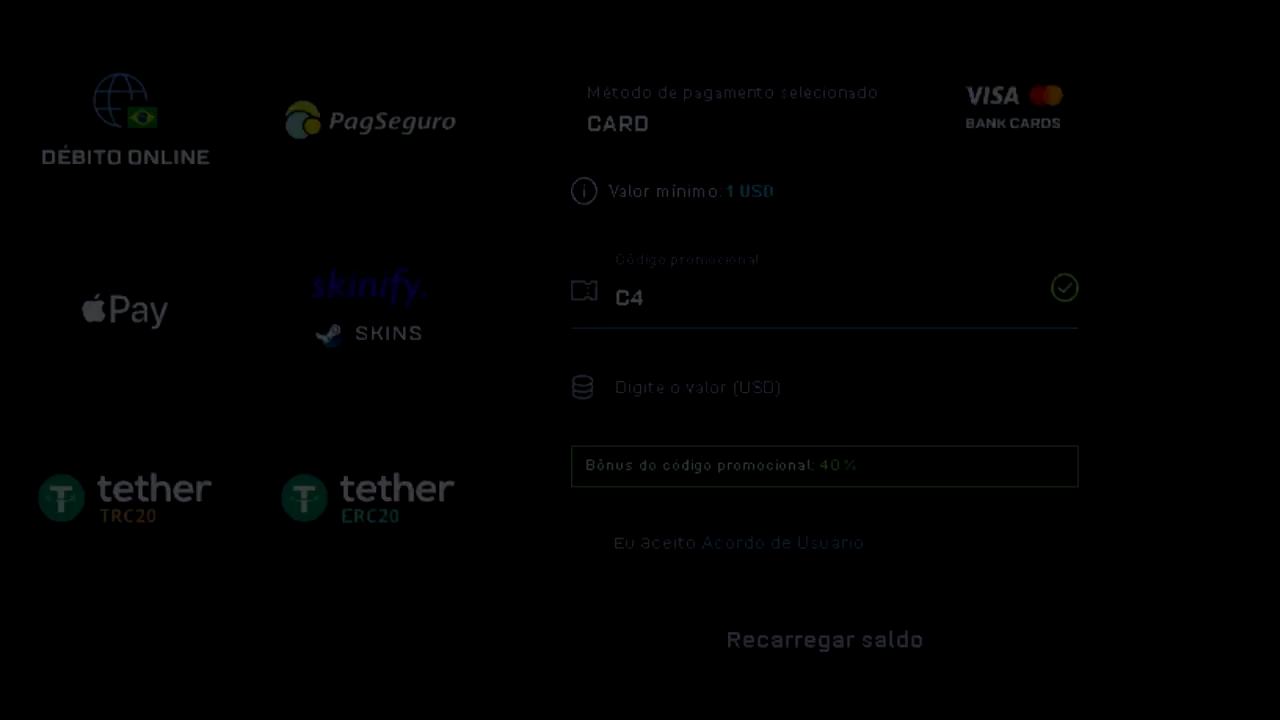 DÉBITO ONLINE
PagSeguro
Pay
skinify.
SKINS
tether
TRC20
tether
ERC20
Método de pagamento selecionado
CARD
VISA
BANK CARDS
Valor mínimo: 1 USD
Código promocional
C4
Digite o valor (USD)
Bônus do código promocional: 40%
Eu aceito Acordo de Usuário
Recarregar saldo